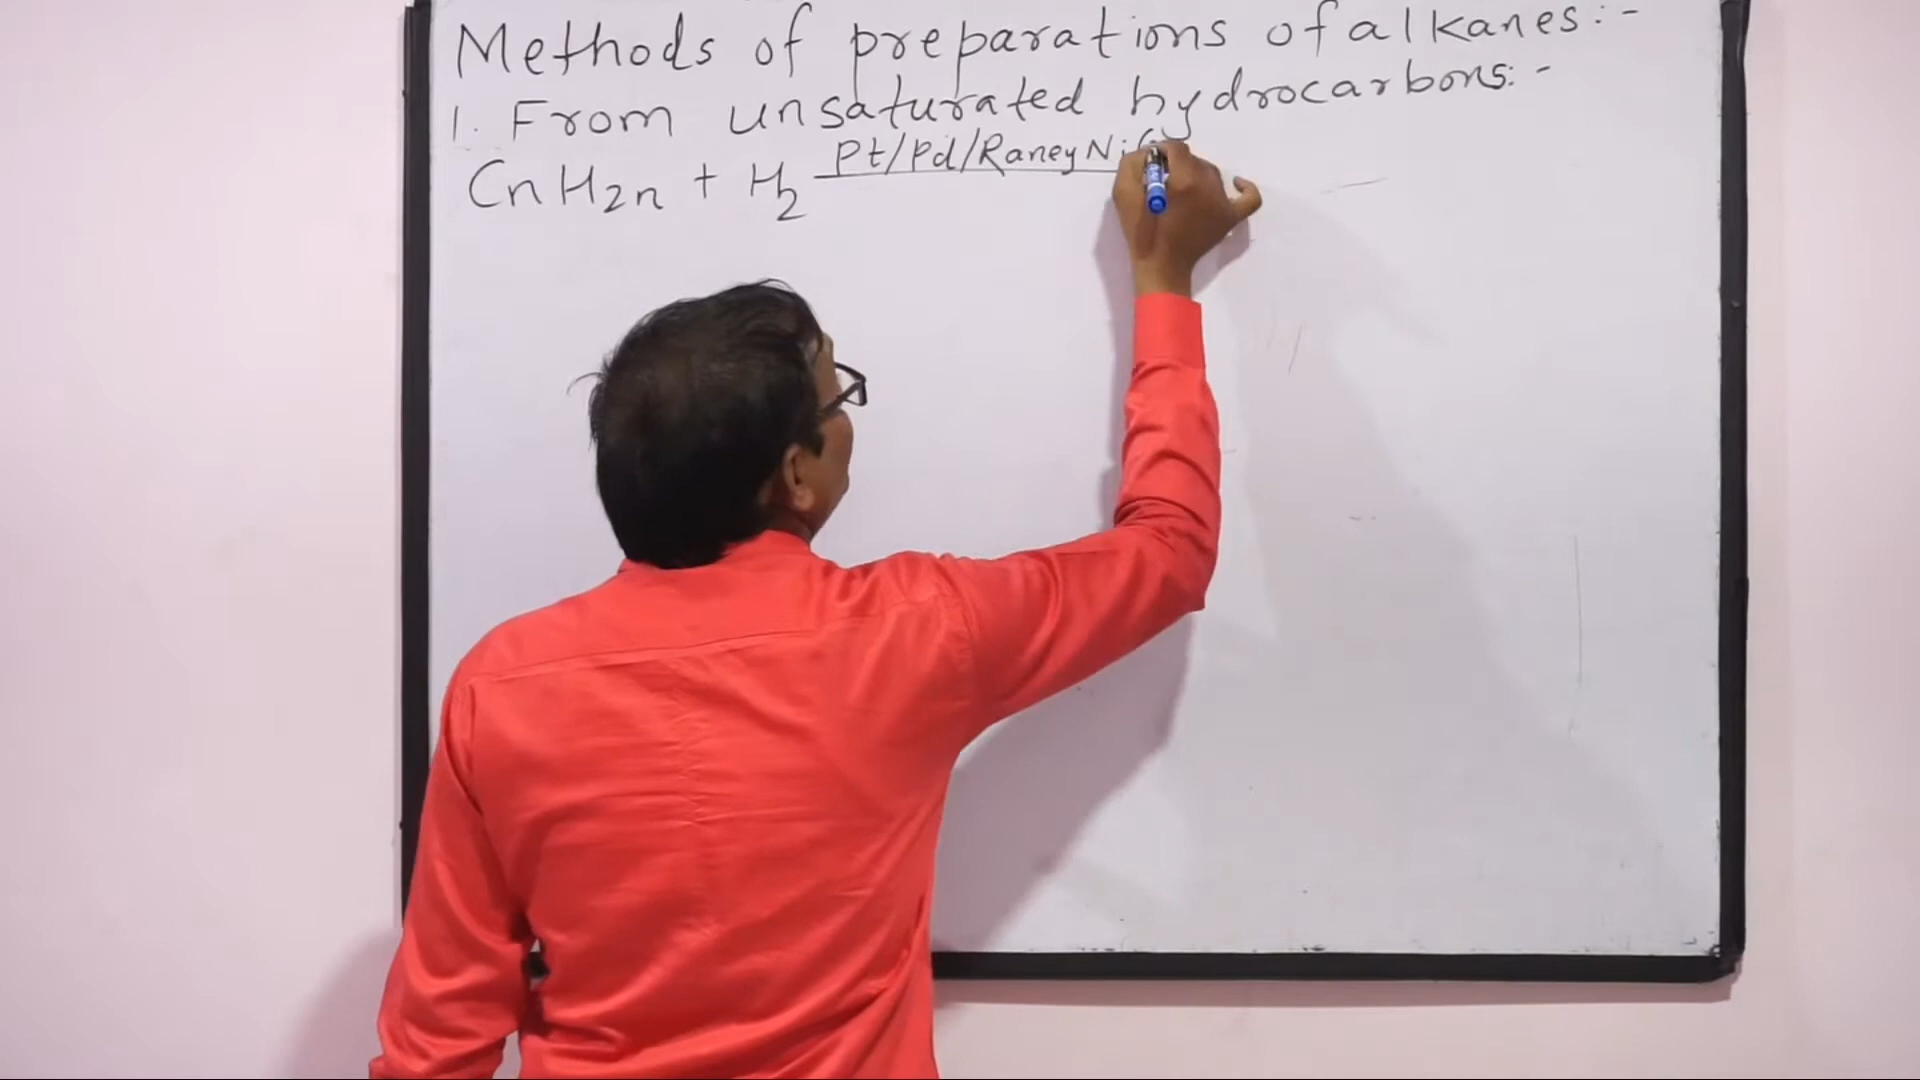 Methods of preparations of alkanes:-
1. From unsaturated hydrocarbons:-
CnH2n + H2 Pt/Pd/Raney Ni